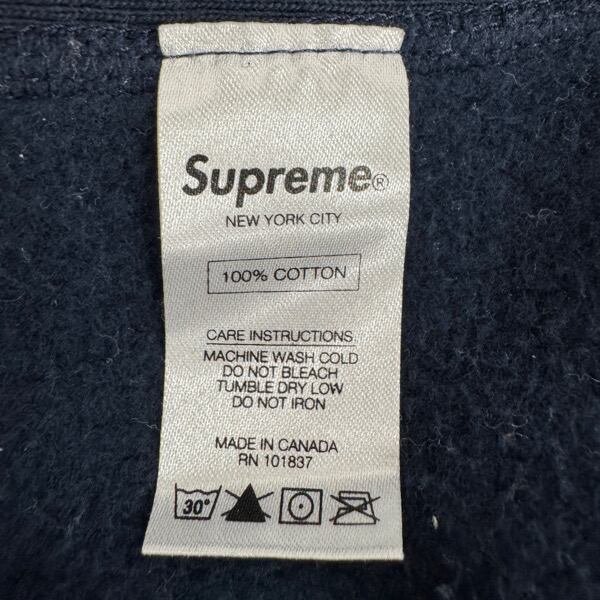 Supreme®
NEW YORK CITY
100% COTTON
CARE INSTRUCTIONS
MACHINE WASH COLD
DO NOT BLEACH
TUMBLE DRY LOW
DO NOT IRON
MADE IN CANADA
RN 101837
30°